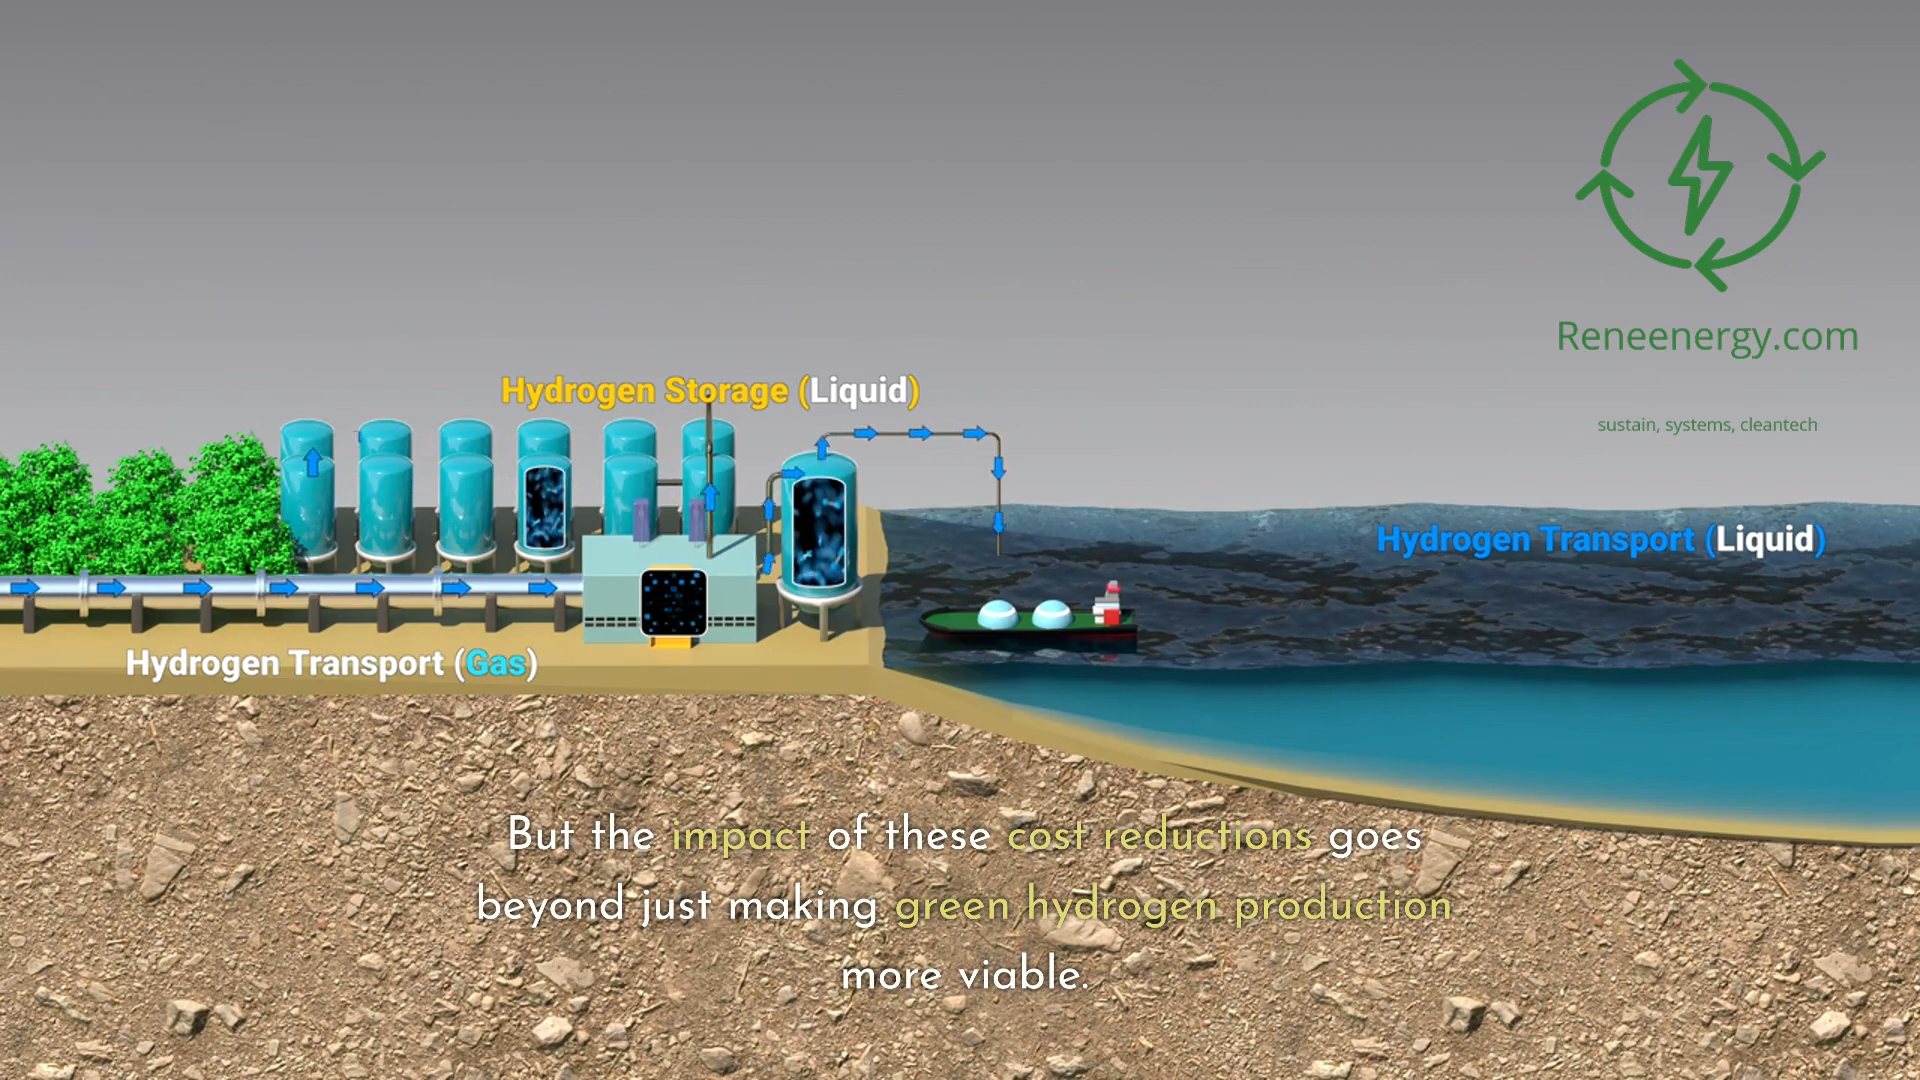 Reneenergy.com
sustain, systems, cleantech
Hydrogen Storage (Liquid)
Hydrogen Transport (Liquid)
Hydrogen Transport (Gas)
But the impact of these cost reductions goes
beyond just making green hydrogen production
more viable.